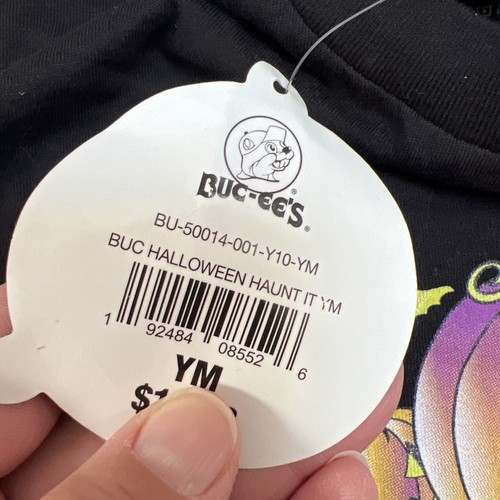 BUC-EE'S®
BU-50014-001-Y10-YM
BUC HALLOWEEN HAUNT IT YM
1 92484 08552 6
YM